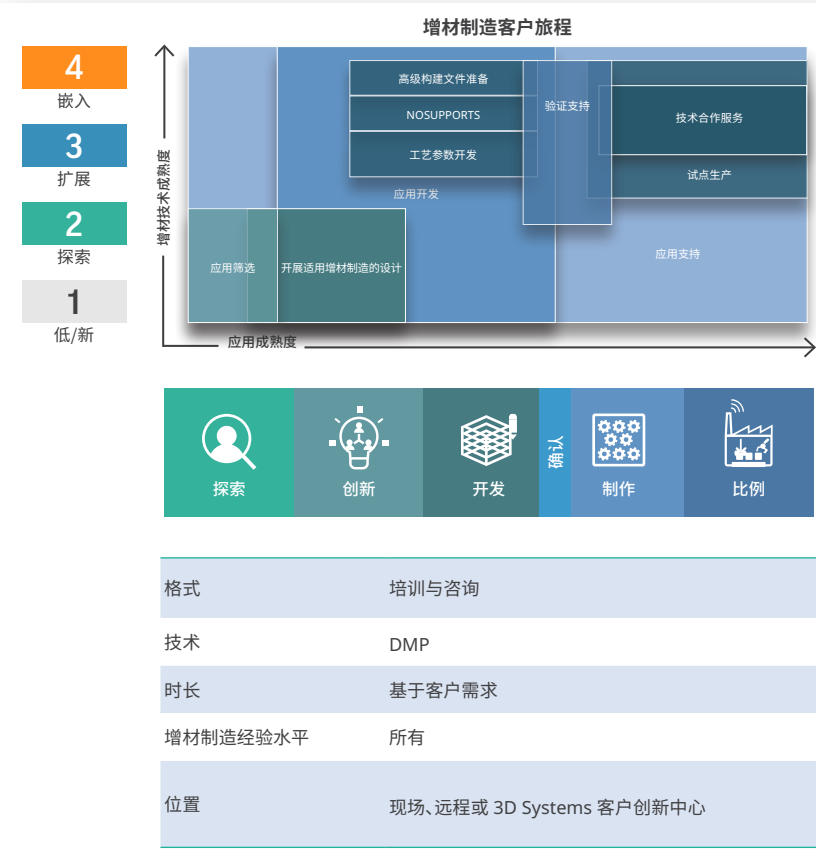 增材制造客户旅程
4
嵌入
3
扩展
2
探索
1
低/新
增材技术成熟度
高级构建文件准备
NOSUPPORTS
工艺参数开发
应用开发
验证支持
技术合作服务
试点生产
应用筛选
开展适用增材制造的设计
应用支持
应用成熟度
探索
创新
开发
确认
制作
比例
格式 培训与咨询
技术 DMP
时长 基于客户需求
增材制造经验水平 所有
位置 现场、远程或 3D Systems 客户创新中心